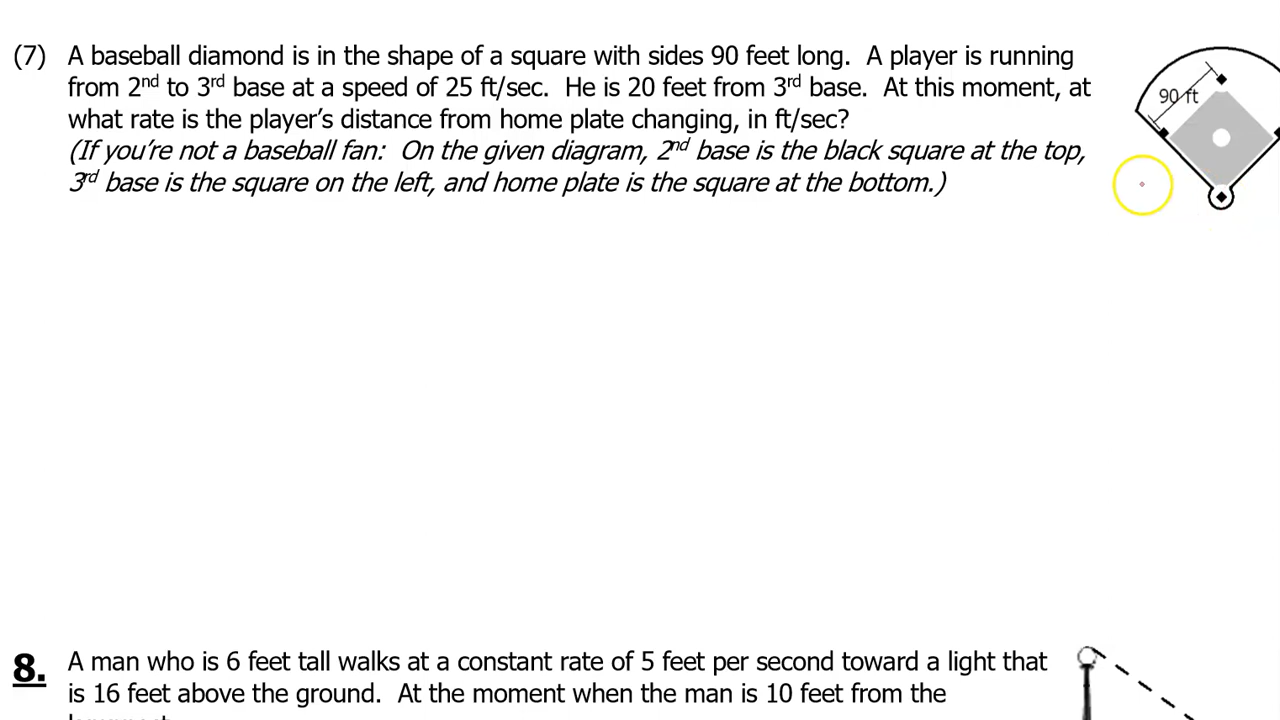 (7) A baseball diamond is in the shape of a square with sides 90 feet long. A player is running
from 2nd to 3rd base at a speed of 25 ft/sec. He is 20 feet from 3rd base. At this moment, at
what rate is the player's distance from home plate changing, in ft/sec?
(If you're not a baseball fan: On the given diagram, 2nd base is the black square at the top,
3rd base is the square on the left, and home plate is the square at the bottom.)
90 ft
8. A man who is 6 feet tall walks at a constant rate of 5 feet per second toward a light that
is 16 feet above the ground. At the moment when the man is 10 feet from the